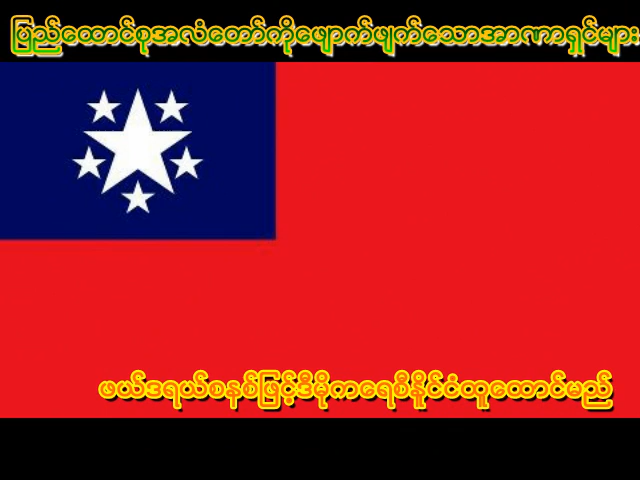 ပြည်ထောင်စုအလံတော်ကိုဖျောက်ဖျက်သောအာဏာရှင်များ
ဖယ်ဒရယ်စနစ်ဖြင့်ဒီမိုကရေစီနိူင်ငံထူထောင်မည်